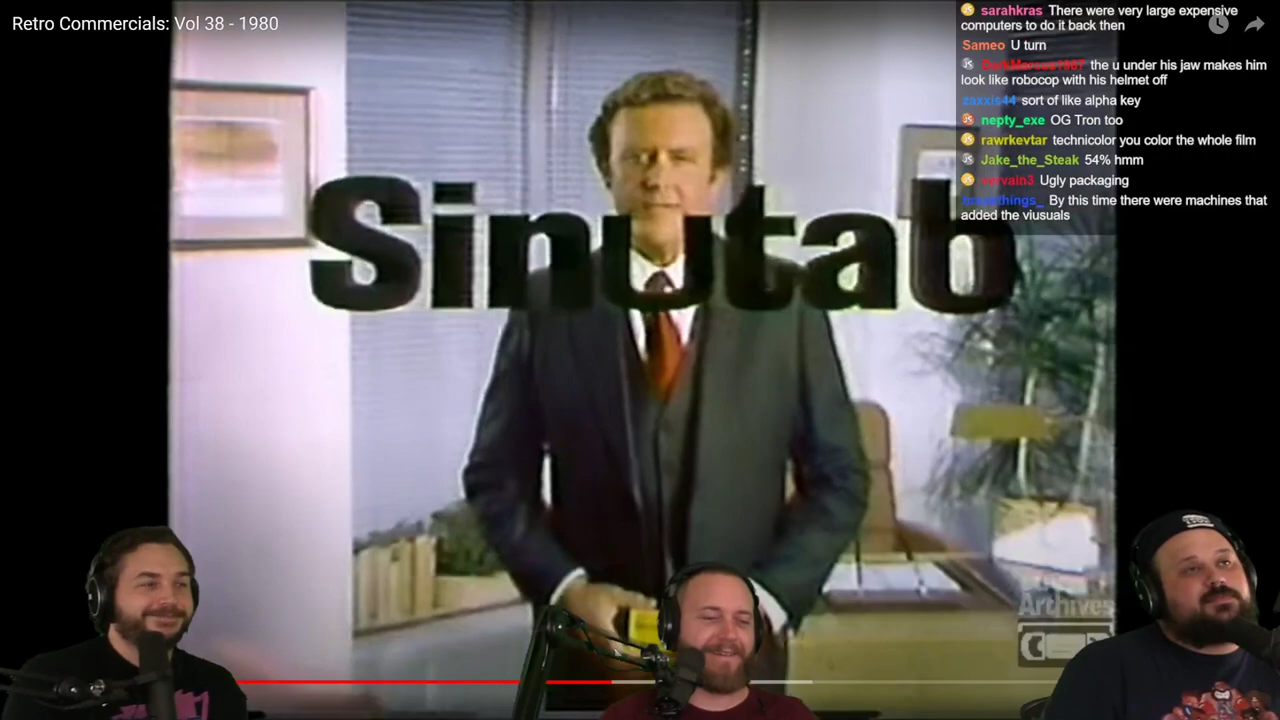 Retro Commercials: Vol 38 - 1980
sarahkras There were very large expensive
computers to do it back then
Sameo U turn
the u under his jaw makes him
look like robocop with his helmet off
zaxxis44 sort of like alpha key
nepty_exe OG Tron too
rawrkevtar technicolor you color the whole film
Jake_the_Steak 54% hmm
Ugly packaging
By this time there were machines that
added the viusuals
Sinutab
Archives